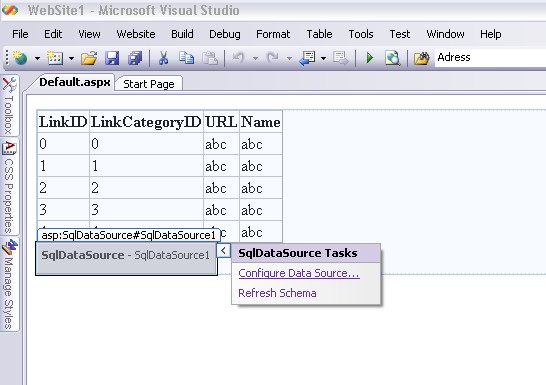 WebSite1 - Microsoft Visual Studio
File Edit View Website Build Debug Format Table Tools Test Window Help
Adress
Default.aspx Start Page
Toolbox
CSS Properties
Manage Styles
LinkID LinkCategoryID URL Name
0 0 abc abc
1 1 abc abc
2 2 abc abc
3 3 abc abc
abc
asp:SqlDataSource#SqlDataSource1
SqlDataSource - SqlDataSource1
SqlDataSource Tasks
Configure Data Source...
Refresh Schema